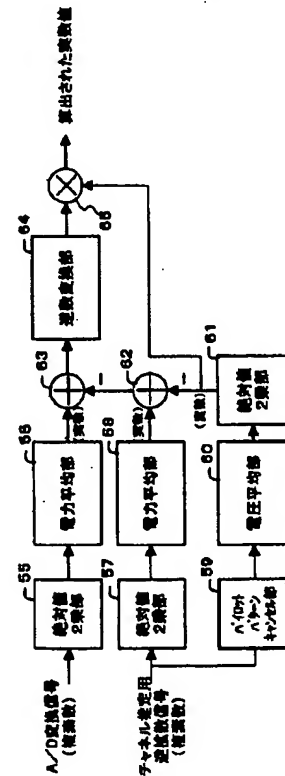 A/D変換信号
(複素数)
55
絶対値
2乗部
56
電力平均部
(実数)
63
64
逆数変換部
65
算出された実数値
チャネル推定用
逆拡散信号
(複素数)
57
絶対値
2乗部
58
電力平均部
(実数)
62
−
−
(実数)
59
パイロット
パターン
キャンセル部
60
電圧平均部
61
絶対値
2乗部